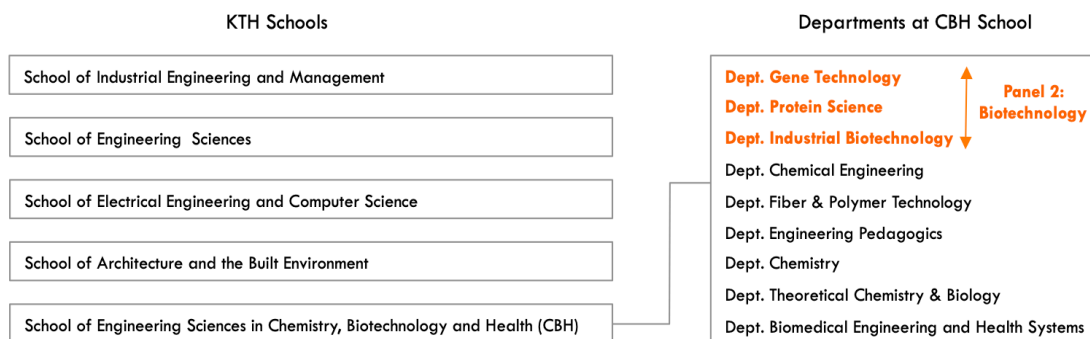 KTH Schools
School of Industrial Engineering and Management
School of Engineering Sciences
School of Electrical Engineering and Computer Science
School of Architecture and the Built Environment
School of Engineering Sciences in Chemistry, Biotechnology and Health (CBH)
Departments at CBH School
Dept. Gene Technology
Dept. Protein Science
Dept. Industrial Biotechnology
Panel 2:
Biotechnology
Dept. Chemical Engineering
Dept. Fiber & Polymer Technology
Dept. Engineering Pedagogics
Dept. Chemistry
Dept. Theoretical Chemistry & Biology
Dept. Biomedical Engineering and Health Systems